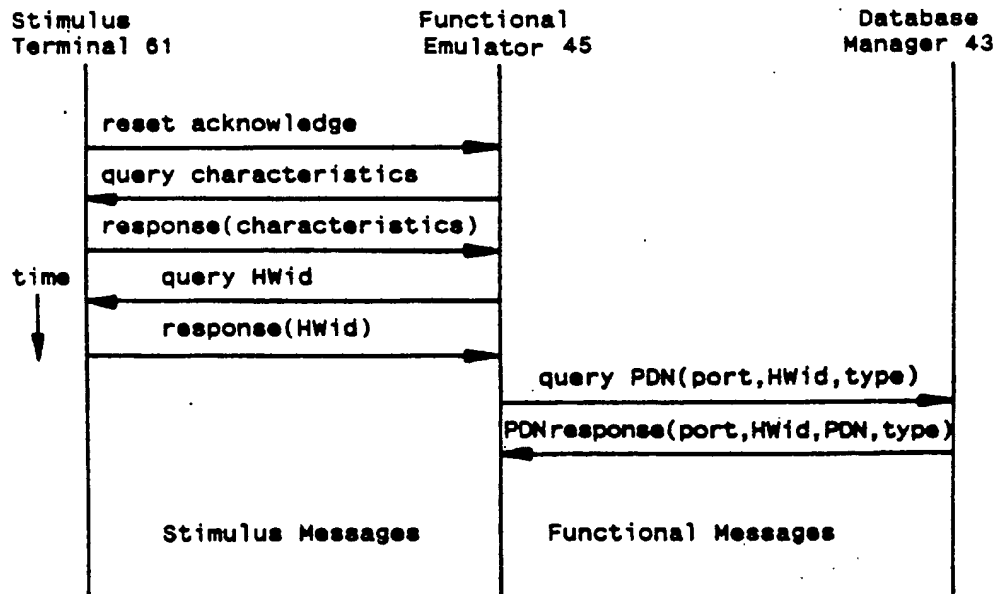 Stimulus
Terminal 61
Functional
Emulator 45
Database
Manager 43
reset acknowledge
query characteristics
response(characteristics)
time
query HWid
response(HWid)
query PDN(port,HWid,type)
PDNresponse(port,HWid,PDN,type)
Stimulus Messages
Functional Messages